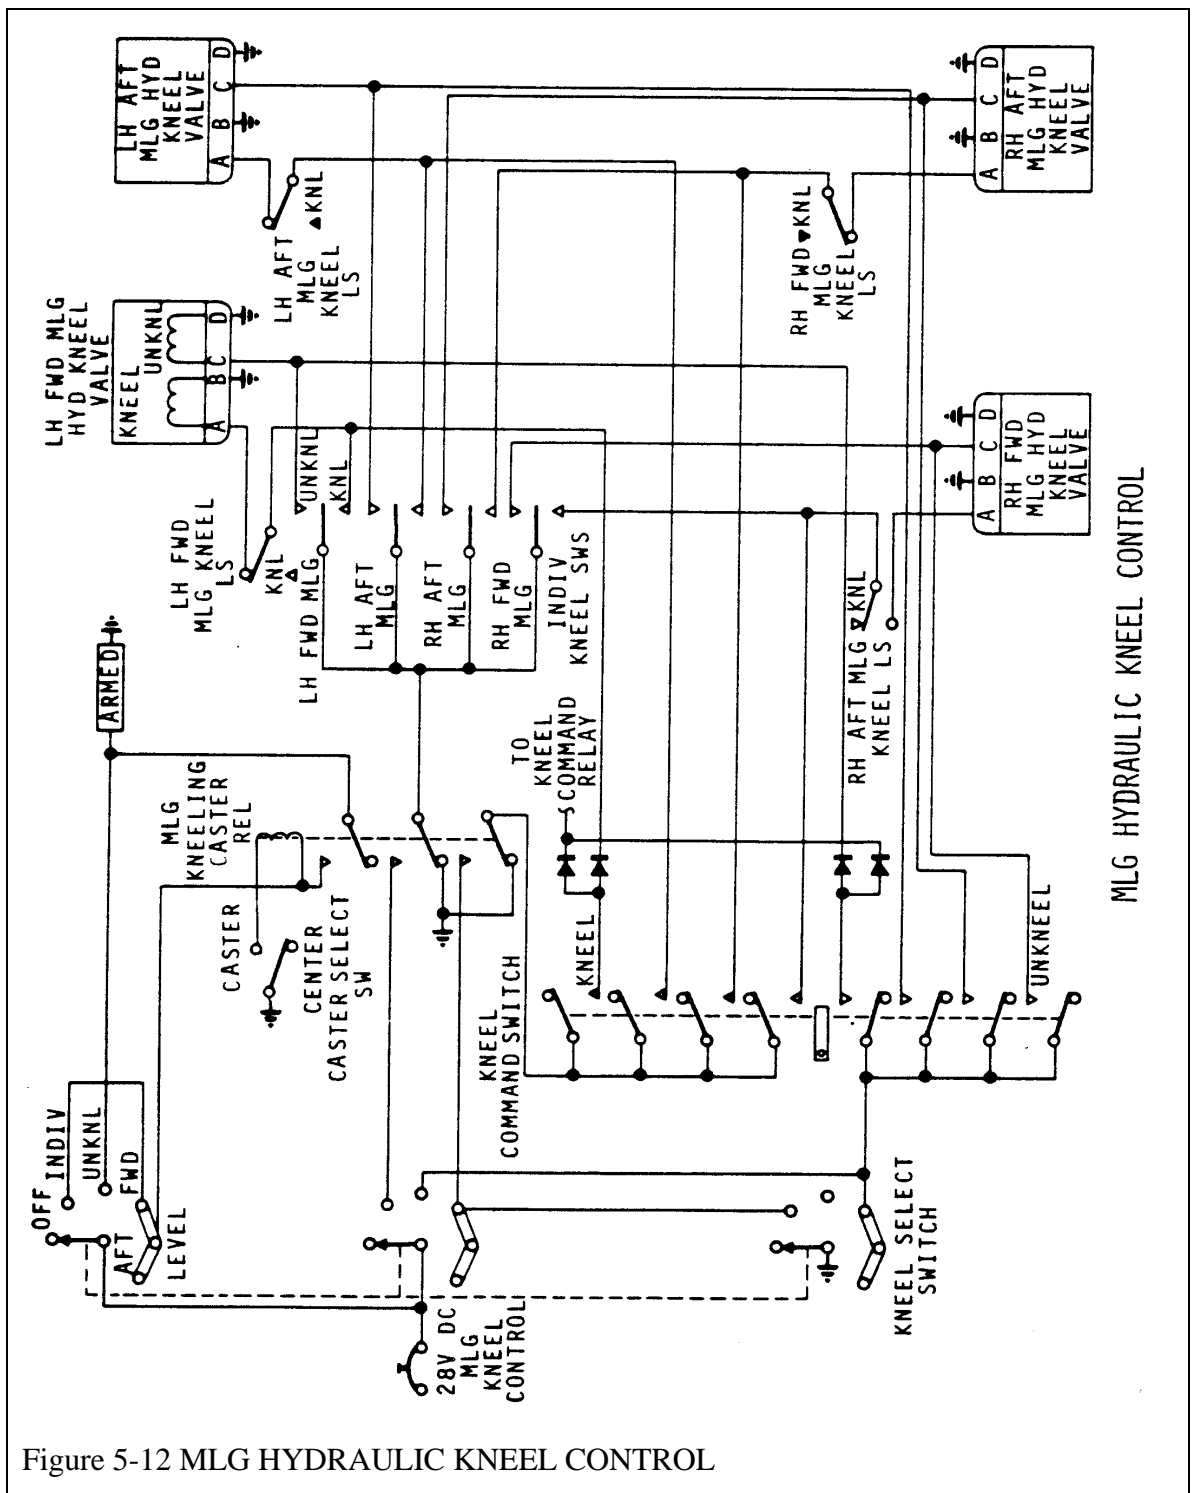 LH AFT
MLG HYD
KNEEL
VALVE
A B C D
RH AFT
MLG HYD
KNEEL
VALVE
A B C D
KNL
LH AFT
MLG
KNEEL
LS
KNL
RH FWD
MLG
KNEEL
LS
LH FWD MLG
HYD KNEEL
VALVE
KNEEL
UNKNL
A B C D
RH FWD
MLG HYD
KNEEL
VALVE
A B C D
LH FWD
MLG KNEEL
LS
KNL
UNKNL
KNL
LH FWD MLG
LH AFT
MLG
RH AFT
MLG
RH FWD
MLG
INDIV
KNEEL SWS
KNL
RH AFT MLG
KNEEL LS
ARMED
MLG
KNEELING
CASTER
REL
TO
KNEEL
COMMAND
RELAY
CASTER
CENTER
CASTER SELECT
SW
KNEEL
COMMAND SWITCH
KNEEL
UNKNEEL
OFF
INDIV
UNKNL
FWD
AFT
LEVEL
28V DC
MLG
KNEEL
CONTROL
KNEEL SELECT
SWITCH
MLG HYDRAULIC KNEEL CONTROL
Figure 5-12 MLG HYDRAULIC KNEEL CONTROL